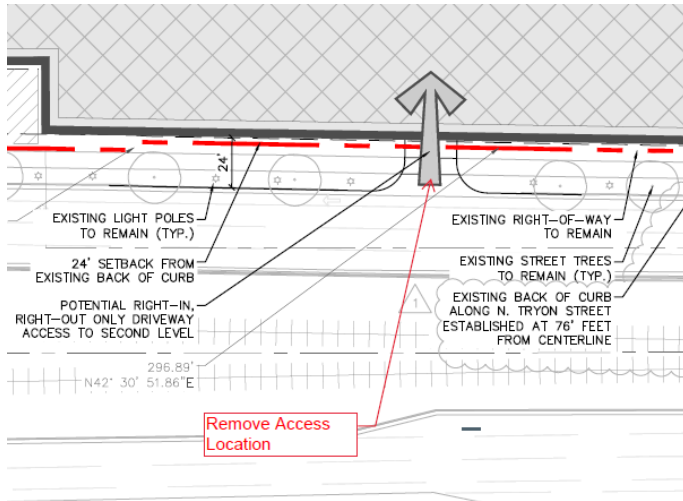 24'
EXISTING LIGHT POLES
TO REMAIN (TYP.)
24' SETBACK FROM
EXISTING BACK OF CURB
POTENTIAL RIGHT-IN,
RIGHT-OUT ONLY DRIVEWAY
ACCESS TO SECOND LEVEL
296.89'
N42° 30' 51.86"E
EXISTING RIGHT-OF-WAY
TO REMAIN
EXISTING STREET TREES
TO REMAIN (TYP.)
1
EXISTING BACK OF CURB
ALONG N. TRYON STREET
ESTABLISHED AT 76' FEET
FROM CENTERLINE
Remove Access
Location